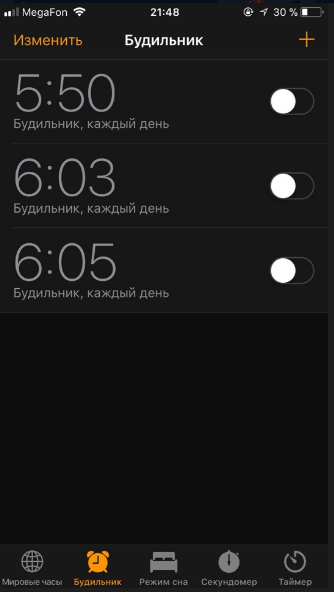 MegaFon 21:48 30 %
Изменить Будильник +
5:50
Будильник, каждый день
6:03
Будильник, каждый день
6:05
Будильник, каждый день
Мировые часы Будильник Режим сна Секундомер Таймер